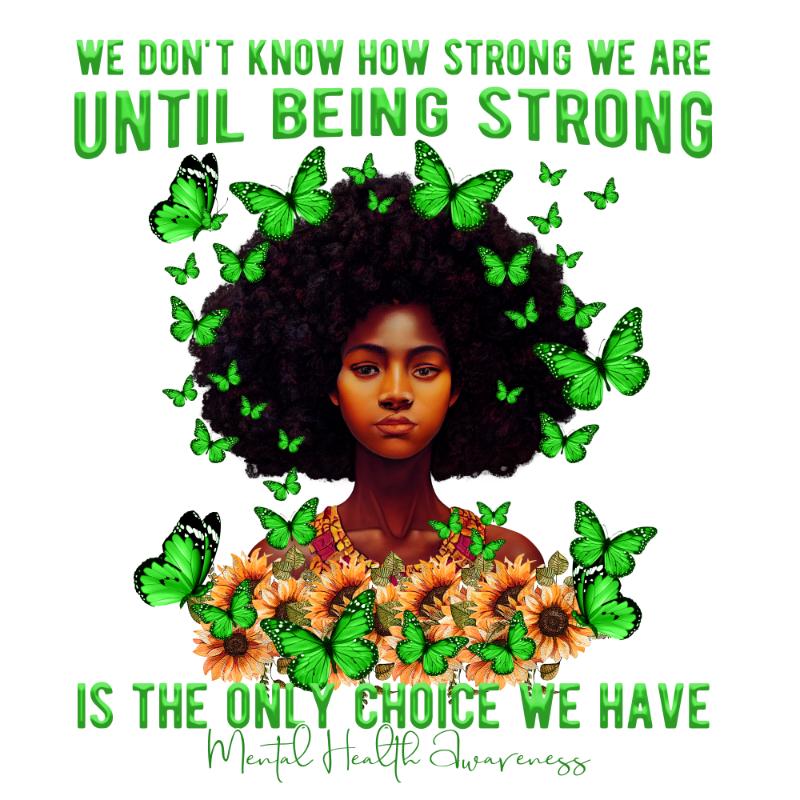 WE DON'T KNOW HOW STRONG WE ARE
UNTIL BEING STRONG
IS THE ONLY CHOICE WE HAVE
Mental Health Awareness